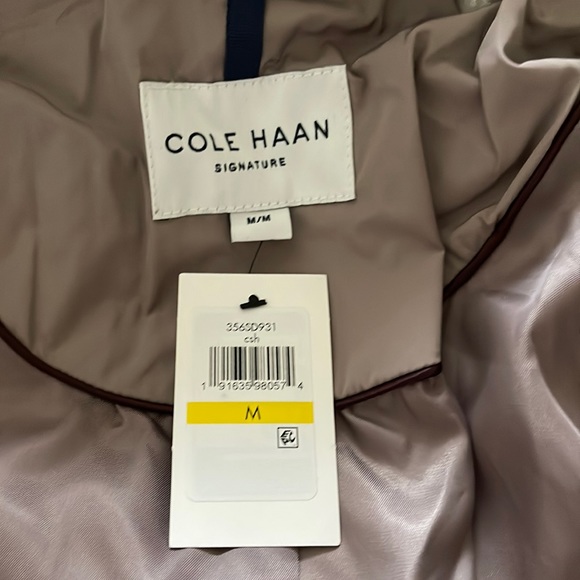 COLE HAAN
SIGNATURE
M/M
356SD931
csh
1 91635 98057 4
M